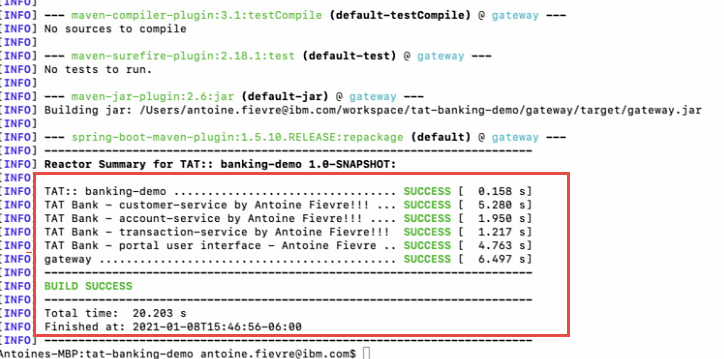 [INFO]
[INFO] --- maven-compiler-plugin:3.1:testCompile (default-testCompile) @ gateway ---
[INFO] No sources to compile
[INFO]
[INFO] --- maven-surefire-plugin:2.18.1:test (default-test) @ gateway ---
[INFO] No tests to run.
[INFO]
[INFO] --- maven-jar-plugin:2.6:jar (default-jar) @ gateway ---
[INFO] Building jar: /Users/antoine.fievre@ibm.com/workspace/tat-banking-demo/gateway/target/gateway.jar
[INFO]
[INFO] --- spring-boot-maven-plugin:1.5.10.RELEASE:repackage (default) @ gateway ---
[INFO] ------------------------------------------------------------------------
[INFO] Reactor Summary for TAT:: banking-demo 1.0-SNAPSHOT:
[INFO]
[INFO] TAT:: banking-demo ................................. SUCCESS [  0.158 s]
[INFO] TAT Bank - customer-service by Antoine Fievre!!! ... SUCCESS [  5.280 s]
[INFO] TAT Bank - account-service by Antoine Fievre!!! .... SUCCESS [  1.950 s]
[INFO] TAT Bank - transaction-service by Antoine Fievre!!!  SUCCESS [  1.217 s]
[INFO] TAT Bank - portal user interface - Antoine Fievre .. SUCCESS [  4.763 s]
[INFO] gateway ............................................ SUCCESS [  6.497 s]
[INFO] ------------------------------------------------------------------------
[INFO] BUILD SUCCESS
[INFO] ------------------------------------------------------------------------
[INFO] Total time:  20.203 s
[INFO] Finished at: 2021-01-08T15:46:56-06:00
[INFO] ------------------------------------------------------------------------
Antoines-MBP:tat-banking-demo antoine.fievre@ibm.com$